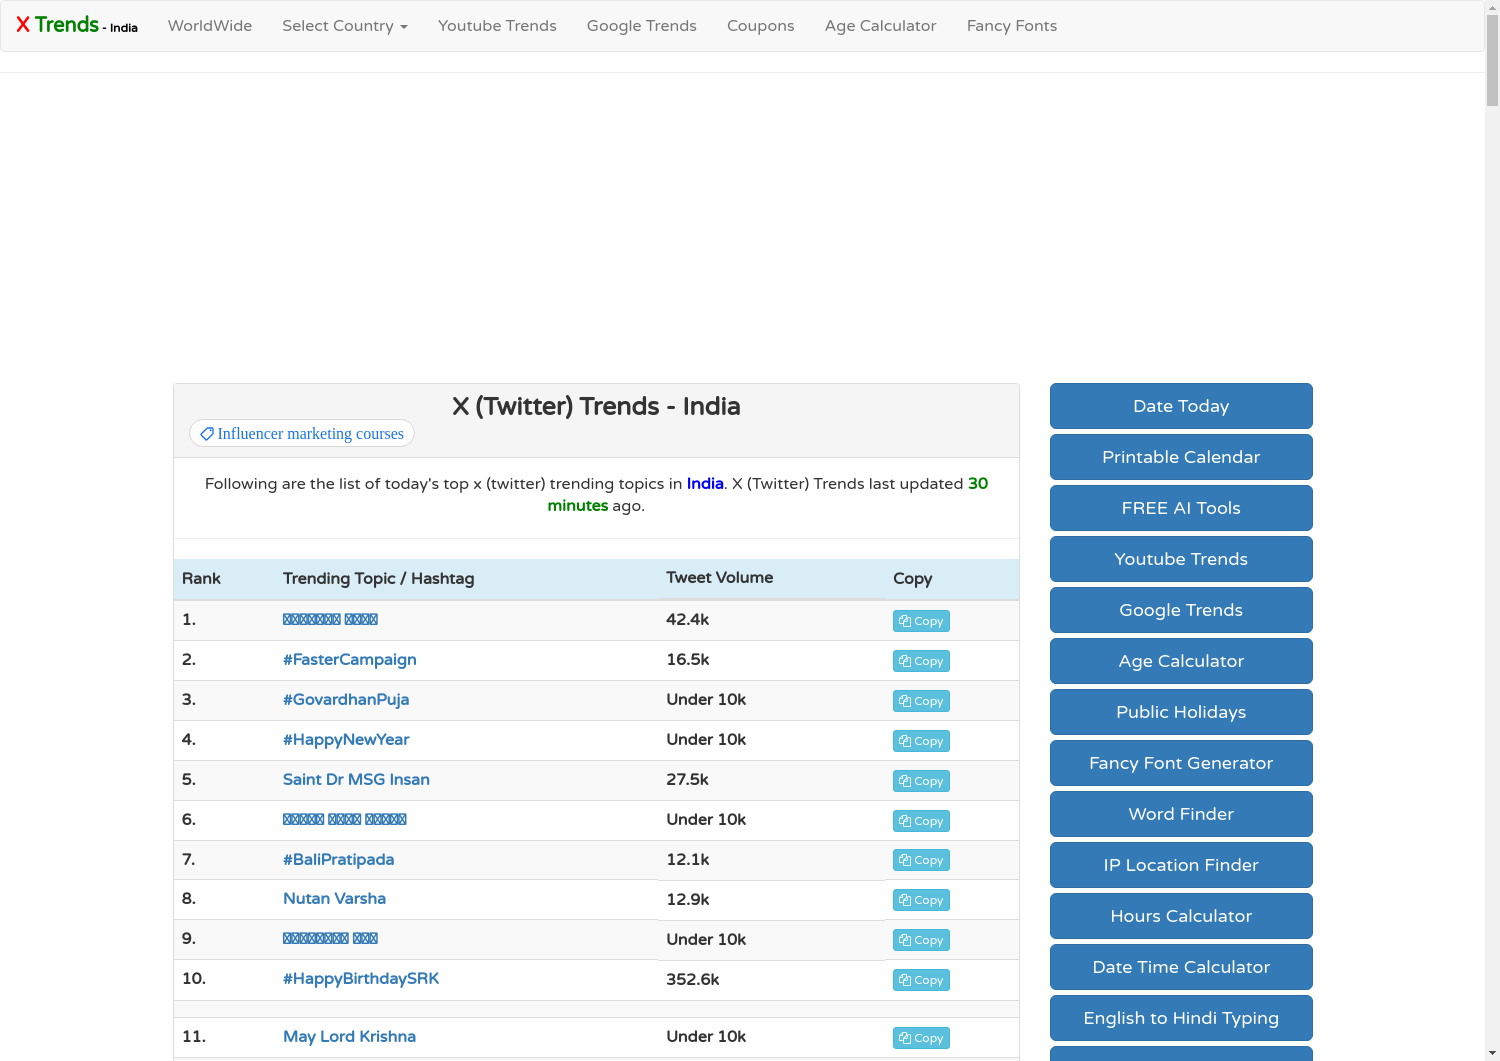 X Trends - India WorldWide Select Country Youtube Trends Google Trends Coupons Age Calculator Fancy Fonts
X (Twitter) Trends - India
Influencer marketing courses
Following are the list of today's top x (twitter) trending topics in India. X (Twitter) Trends last updated 30
minutes ago.
Rank Trending Topic / Hashtag Tweet Volume Copy
1. 42.4k Copy
2. #FasterCampaign 16.5k Copy
3. #GovardhanPuja Under 10k Copy
4. #HappyNewYear Under 10k Copy
5. Saint Dr MSG Insan 27.5k Copy
6. Under 10k Copy
7. #BaliPratipada 12.1k Copy
8. Nutan Varsha 12.9k Copy
9. Under 10k Copy
10. #HappyBirthdaySRK 352.6k Copy
11. May Lord Krishna Under 10k Copy
Date Today
Printable Calendar
FREE AI Tools
Youtube Trends
Google Trends
Age Calculator
Public Holidays
Fancy Font Generator
Word Finder
IP Location Finder
Hours Calculator
Date Time Calculator
English to Hindi Typing